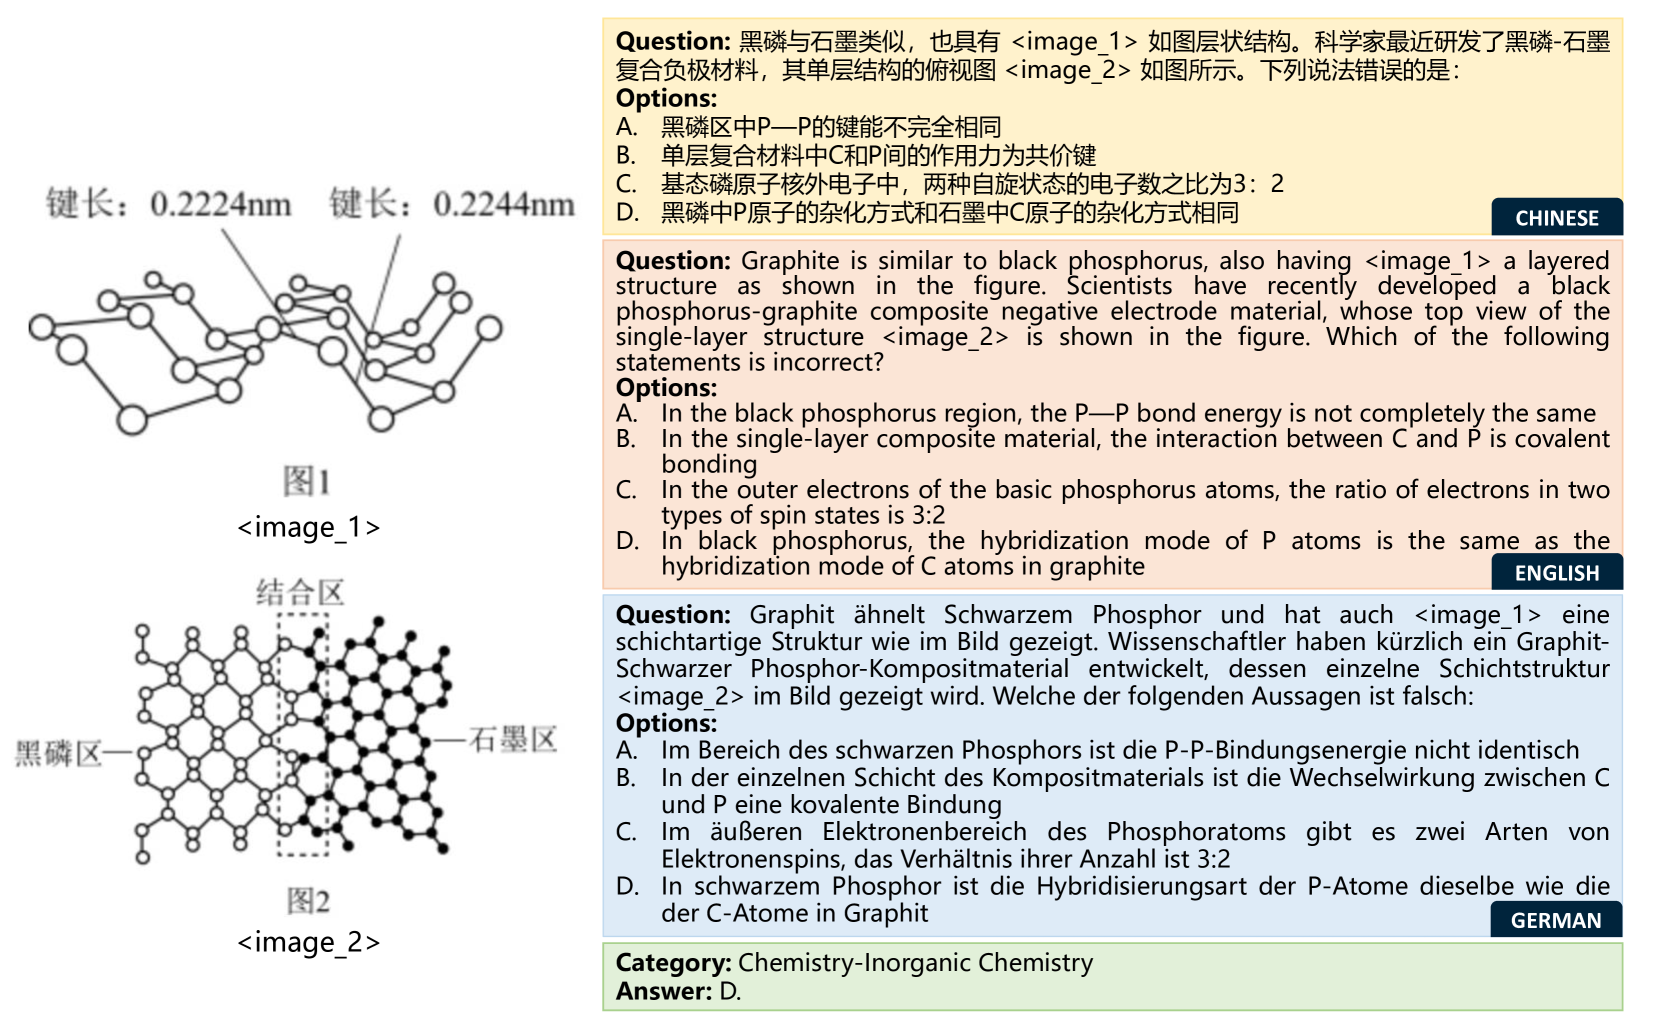 键长：0.2224nm 键长：0.2244nm
图1
<image_1>
结合区
黑磷区
石墨区
图2
<image_2>
Question: 黑磷与石墨类似，也具有 <image_1> 如图层状结构。科学家最近研发了黑磷-石墨
复合负极材料，其单层结构的俯视图 <image_2> 如图所示。下列说法错误的是：
Options:
A. 黑磷区中P—P的键能不完全相同
B. 单层复合材料中C和P间的作用力为共价键
C. 基态磷原子核外电子中，两种自旋状态的电子数之比为3：2
D. 黑磷中P原子的杂化方式和石墨中C原子的杂化方式相同
CHINESE
Question: Graphite is similar to black phosphorus, also having <image_1> a layered
structure as shown in the figure. Scientists have recently developed a black
phosphorus-graphite composite negative electrode material, whose top view of the
single-layer structure <image_2> is shown in the figure. Which of the following
statements is incorrect?
Options:
A. In the black phosphorus region, the P—P bond energy is not completely the same
B. In the single-layer composite material, the interaction between C and P is covalent
bonding
C. In the outer electrons of the basic phosphorus atoms, the ratio of electrons in two
types of spin states is 3:2
D. In black phosphorus, the hybridization mode of P atoms is the same as the
hybridization mode of C atoms in graphite
ENGLISH
Question: Graphit ähnelt Schwarzem Phosphor und hat auch <image_1> eine
schichtartige Struktur wie im Bild gezeigt. Wissenschaftler haben kürzlich ein Graphit-
Schwarzer Phosphor-Kompositmaterial entwickelt, dessen einzelne Schichtstruktur
<image_2> im Bild gezeigt wird. Welche der folgenden Aussagen ist falsch:
Options:
A. Im Bereich des schwarzen Phosphors ist die P-P-Bindungsenergie nicht identisch
B. In der einzelnen Schicht des Kompositmaterials ist die Wechselwirkung zwischen C
und P eine kovalente Bindung
C. Im äußeren Elektronenbereich des Phosphoratoms gibt es zwei Arten von
Elektronenspins, das Verhältnis ihrer Anzahl ist 3:2
D. In schwarzem Phosphor ist die Hybridisierungsart der P-Atome dieselbe wie die
der C-Atome in Graphit
GERMAN
Category: Chemistry-Inorganic Chemistry
Answer: D.